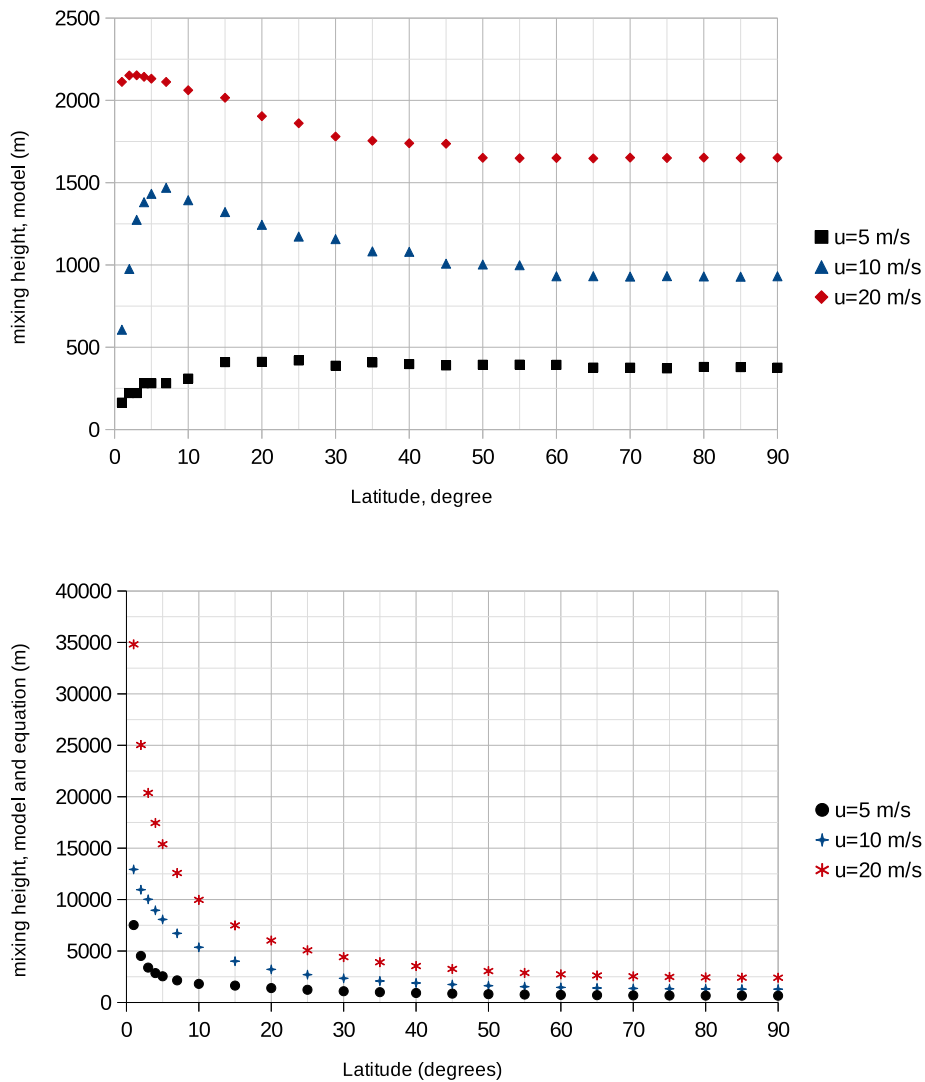 mixing height, model (m)
2500
2000
1500
1000
500
0
0 10 20 30 40 50 60 70 80 90
Latitude, degree
u=5 m/s
u=10 m/s
u=20 m/s
mixing height, model and equation (m)
40000
35000
30000
25000
20000
15000
10000
5000
0
0 10 20 30 40 50 60 70 80 90
Latitude (degrees)
u=5 m/s
u=10 m/s
u=20 m/s